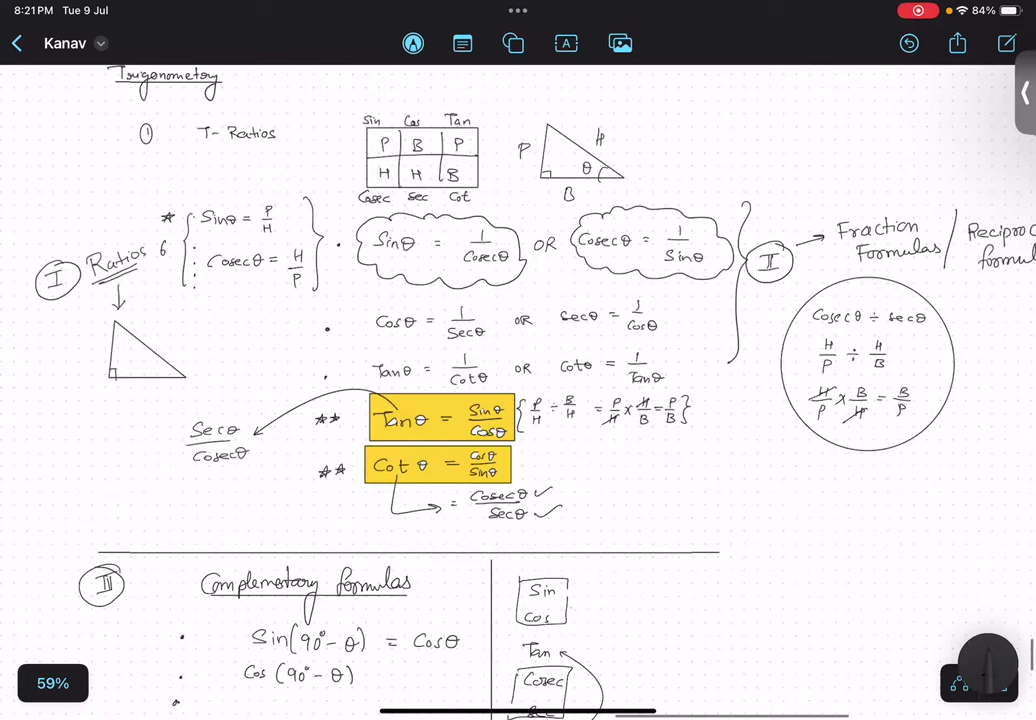 8:21 PM Tue 9 Jul
84%
Kanav
Trigonometry
① T- Ratios
Sin Cos Tan
P B P
H H B
Cosec sec Cot
P H θ B
Ⓘ Ratios 6
* Sinθ = P/H
Cosecθ = H/P
Sinθ = 1/Cosecθ OR Cosecθ = 1/Sinθ
Ⓘ Ⓘ → Fraction Formulas / Reciproc formul
Cosθ = 1/Secθ OR secθ = 1/Cosθ
Tanθ = 1/Cotθ OR Cotθ = 1/Tanθ
Cosecθ ÷ secθ
H/P ÷ H/B
H/P × B/H = B/P
** Tanθ = Sinθ/Cosθ { P/H ÷ B/H = P/H × H/B = P/B }
Secθ/Cosecθ
** Cot θ = Cosθ/Sinθ
= Cosecθ ✓/Secθ ✓
III Complementary formulas
Sin(90° - θ) = Cosθ
Cos (90° - θ)
Sin
Cos
Tan
Cosec
59%